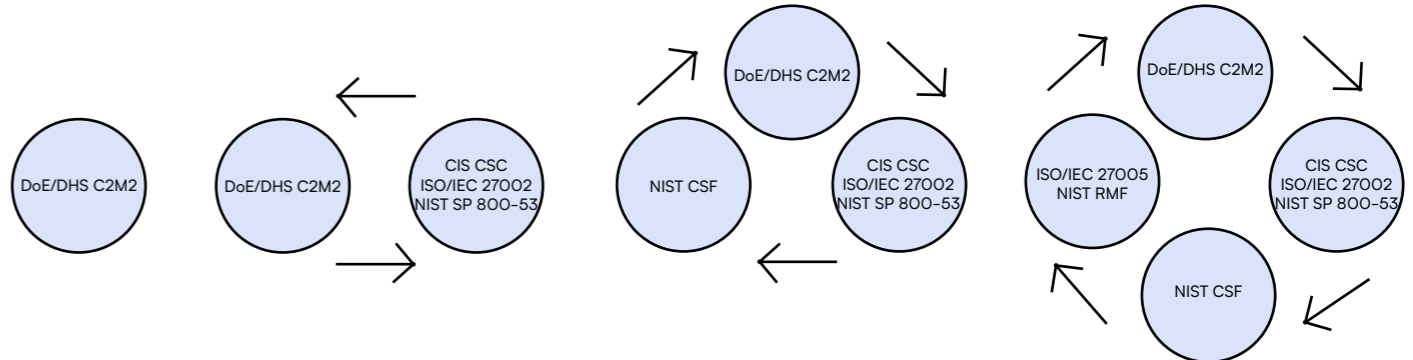 DoE/DHS C2M2
DoE/DHS C2M2
CIS CSC
ISO/IEC 27002
NIST SP 800-53
NIST CSF
DoE/DHS C2M2
CIS CSC
ISO/IEC 27002
NIST SP 800-53
ISO/IEC 27005
NIST RMF
DoE/DHS C2M2
CIS CSC
ISO/IEC 27002
NIST SP 800-53
NIST CSF